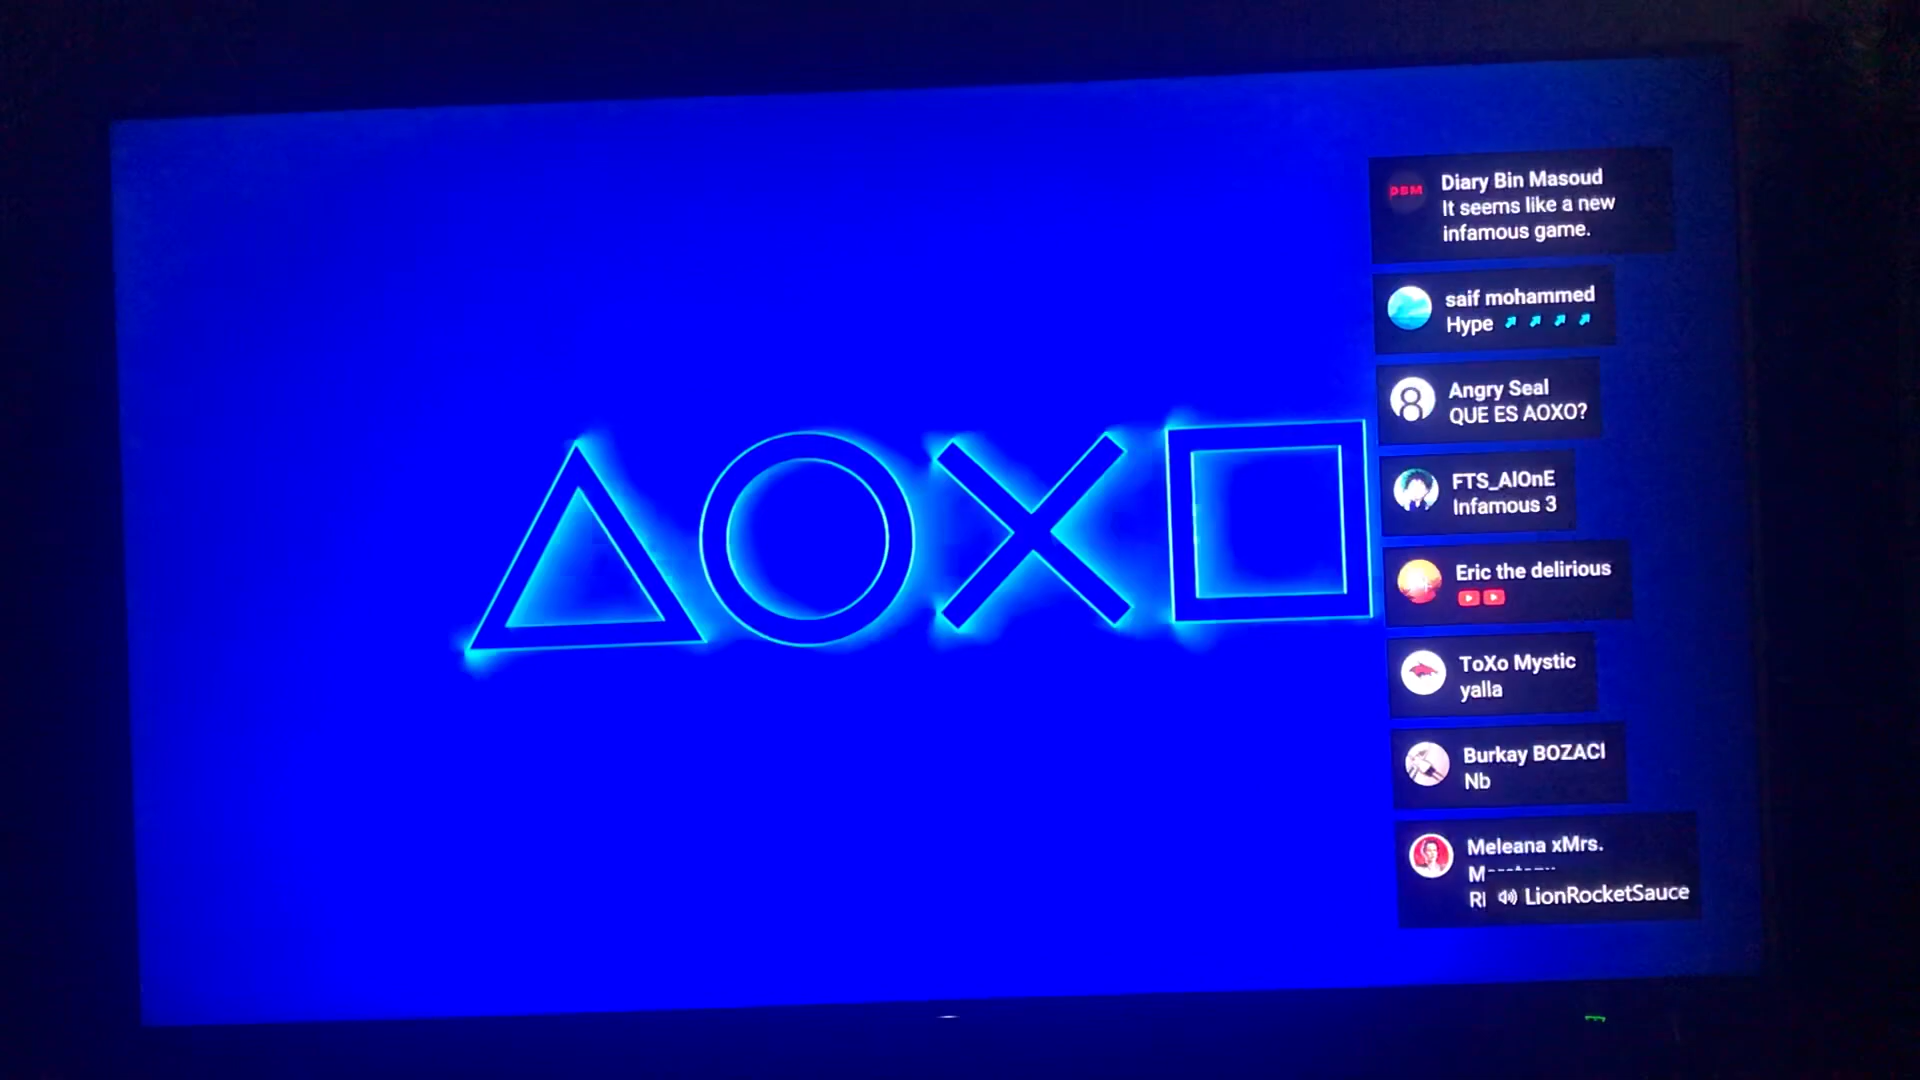 DBM
Diary Bin Masoud
It seems like a new
infamous game.
saif mohammed
Hype
Angry Seal
QUE ES AOXO?
FTS_AlOnE
Infamous 3
Eric the delirious
ToXo Mystic
yalla
Burkay BOZACI
Nb
Meleana xMrs.
LionRocketSauce